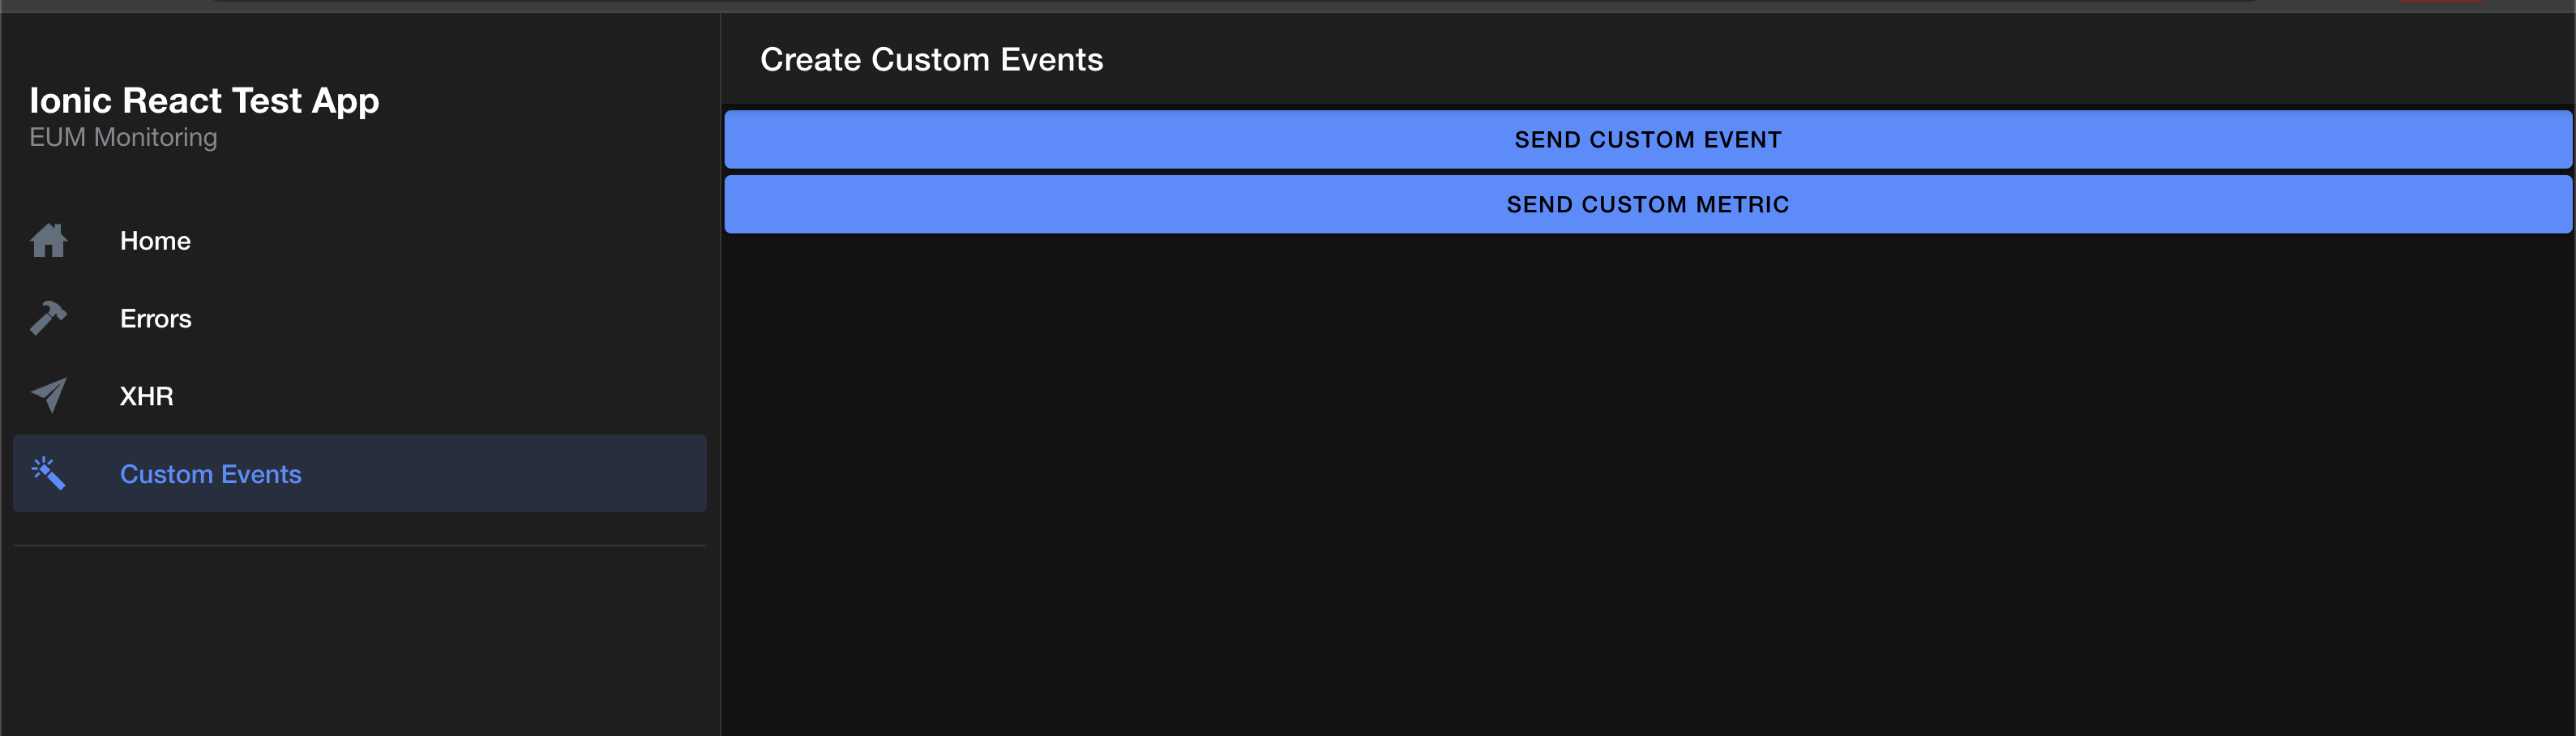 Ionic React Test App
EUM Monitoring
Home
Errors
XHR
Custom Events
Create Custom Events
SEND CUSTOM EVENT
SEND CUSTOM METRIC